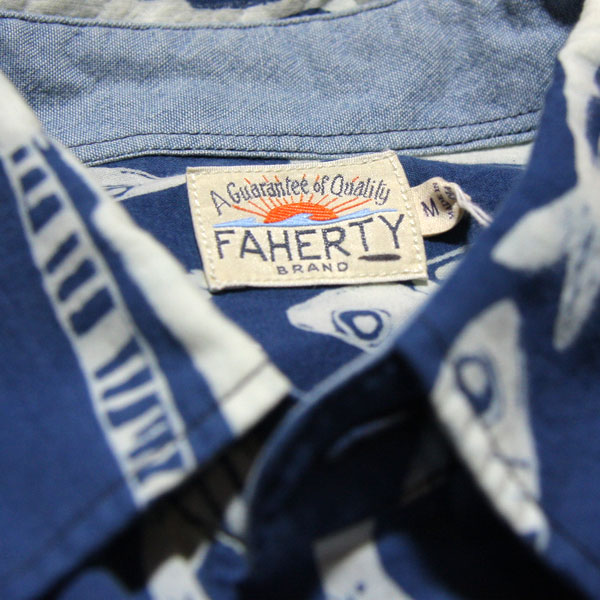 A Guarantee of Quality
FAHERTY
BRAND
M